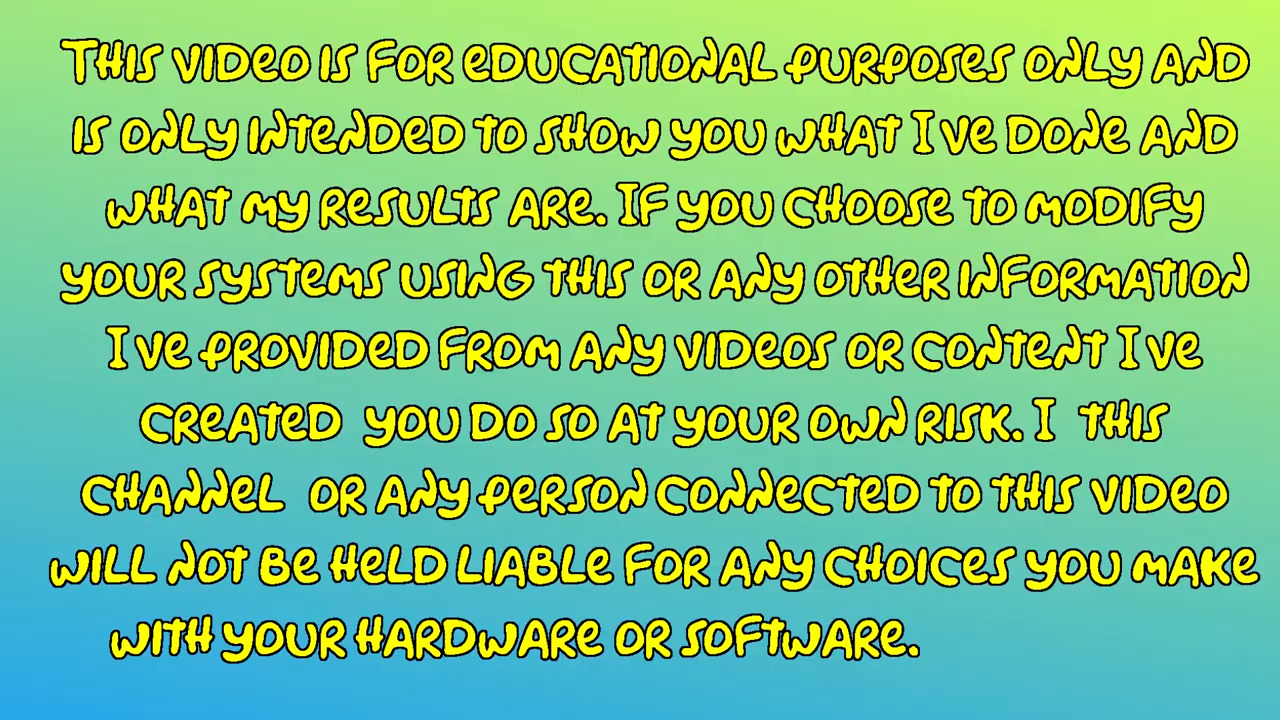 This video is for educational purposes only and
is only intended to show you what I ve done and
what my results are. If you choose to modify
your systems using this or any other information
I ve provided from any videos or content I ve
created you do so at your own risk. I this
channel or any person connected to this video
will not be held liable for any choices you make
with your hardware or software.